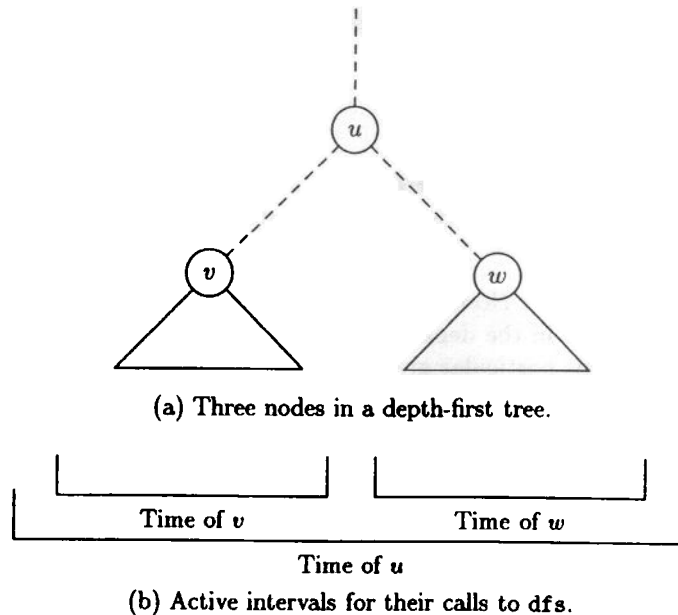 u
v
w
(a) Three nodes in a depth-first tree.
Time of v
Time of w
Time of u
(b) Active intervals for their calls to dfs.